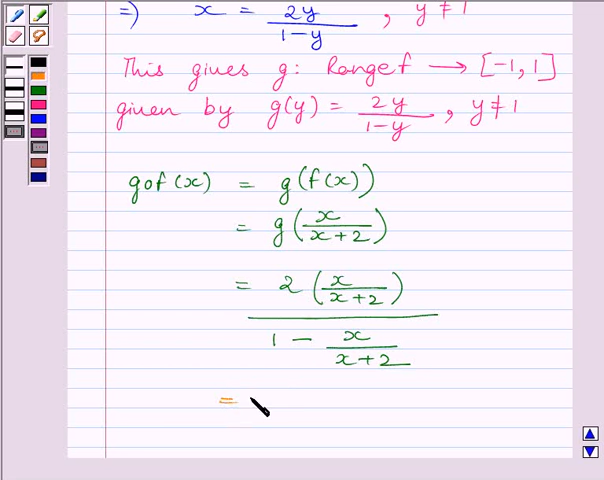 =) x = 2y/(1-y) , y ≠ 1
This gives g: Range f → [-1, 1]
given by g(y) = 2y/(1-y) , y ≠ 1
gof (x) = g(f(x))
= g(x/(x+2))
= 2(x/(x+2)) / (1 - x/(x+2))
=